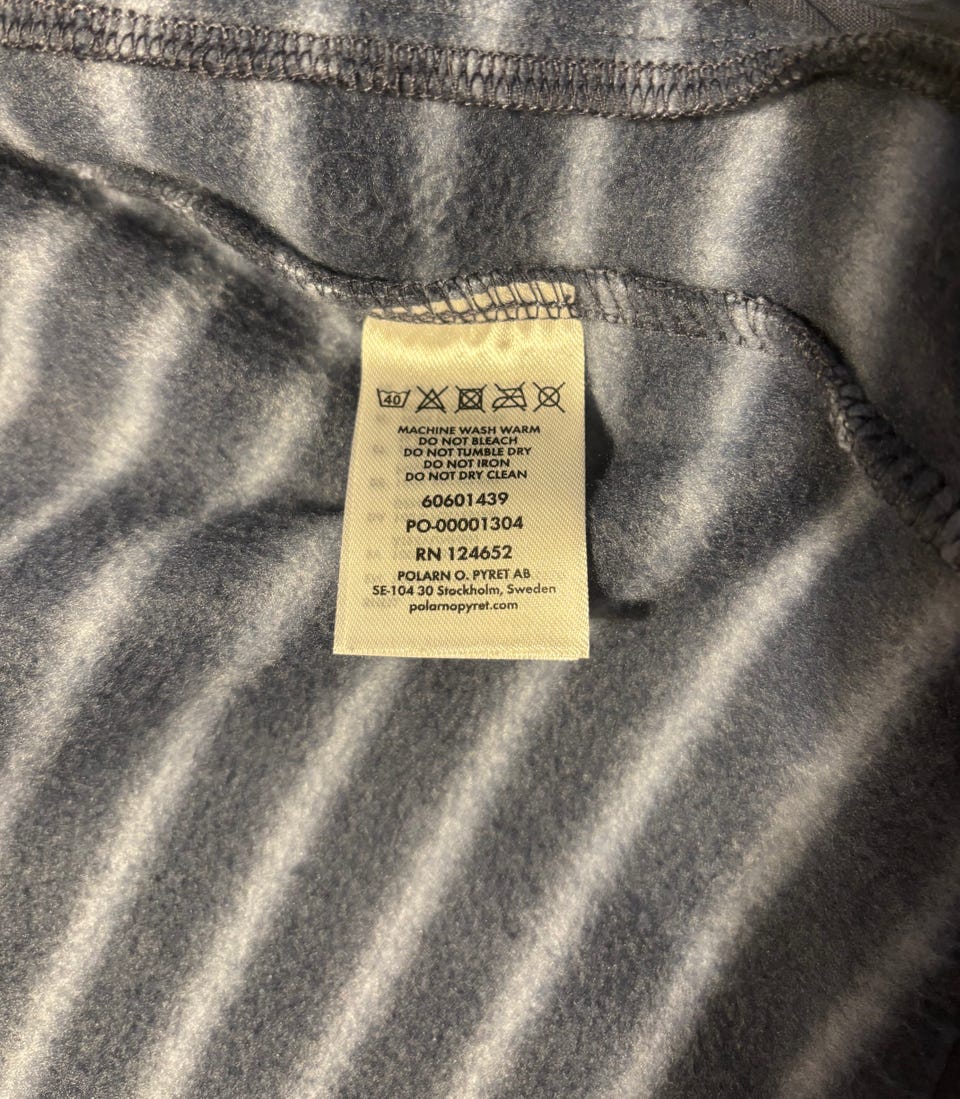 40
MACHINE WASH WARM
DO NOT BLEACH
DO NOT TUMBLE DRY
DO NOT IRON
DO NOT DRY CLEAN
60601439
PO-00001304
RN 124652
POLARN O. PYRET AB
SE-104 30 Stockholm, Sweden
polarnopyret.com